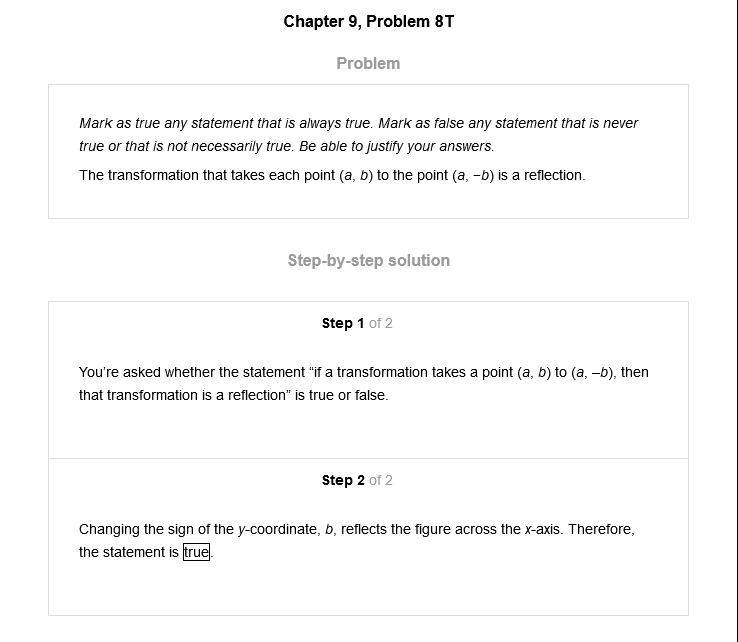 Chapter 9, Problem 8T
Problem
Mark as true any statement that is always true. Mark as false any statement that is never
true or that is not necessarily true. Be able to justify your answers.
The transformation that takes each point (a, b) to the point (a, −b) is a reflection.
Step-by-step solution
Step 1 of 2
You’re asked whether the statement “if a transformation takes a point (a, b) to (a, –b), then
that transformation is a reflection” is true or false.
Step 2 of 2
Changing the sign of the y-coordinate, b, reflects the figure across the x-axis. Therefore,
the statement is true.